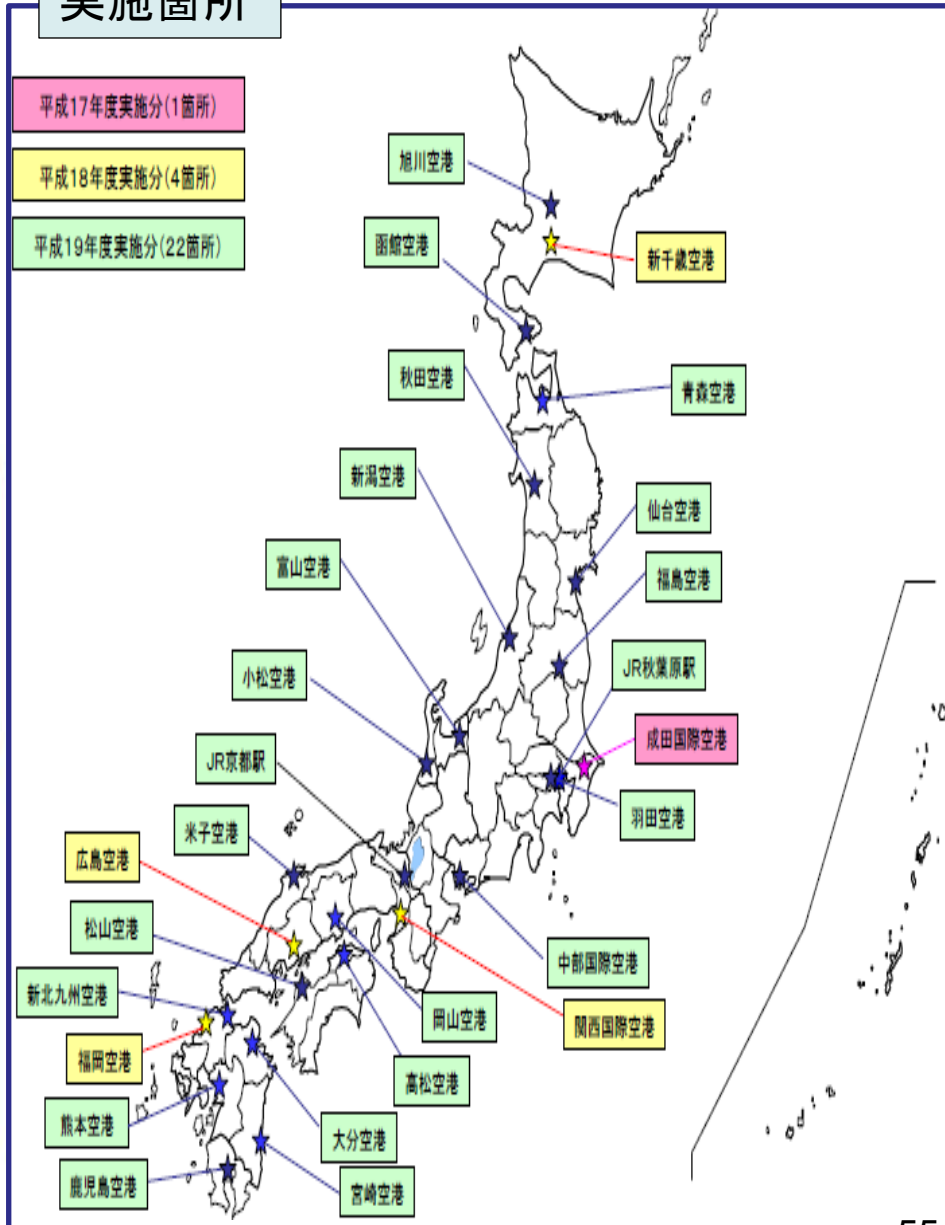 実施箇所
平成17年度実施分(1箇所)
平成18年度実施分(4箇所)
平成19年度実施分(22箇所)
旭川空港
函館空港
新千歳空港
秋田空港
青森空港
新潟空港
仙台空港
富山空港
福島空港
小松空港
JR秋葉原駅
成田国際空港
JR京都駅
羽田空港
米子空港
広島空港
松山空港
中部国際空港
新北九州空港
岡山空港
関西国際空港
福岡空港
高松空港
熊本空港
大分空港
鹿児島空港
宮崎空港
55